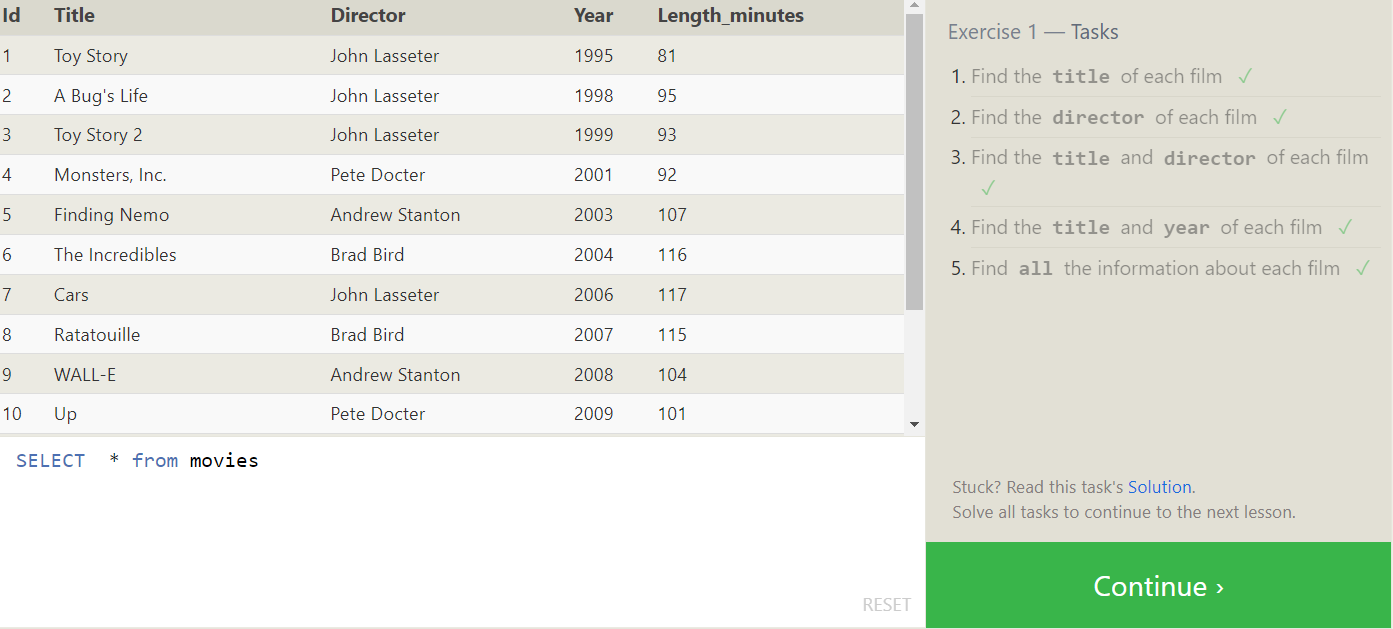 Id Title Director Year Length_minutes
1 Toy Story John Lasseter 1995 81
2 A Bug's Life John Lasseter 1998 95
3 Toy Story 2 John Lasseter 1999 93
4 Monsters, Inc. Pete Docter 2001 92
5 Finding Nemo Andrew Stanton 2003 107
6 The Incredibles Brad Bird 2004 116
7 Cars John Lasseter 2006 117
8 Ratatouille Brad Bird 2007 115
9 WALL-E Andrew Stanton 2008 104
10 Up Pete Docter 2009 101
SELECT * from movies
RESET
Exercise 1 — Tasks
1. Find the title of each film ✓
2. Find the director of each film ✓
3. Find the title and director of each film
✓
4. Find the title and year of each film ✓
5. Find all the information about each film ✓
Stuck? Read this task's Solution.
Solve all tasks to continue to the next lesson.
Continue ›